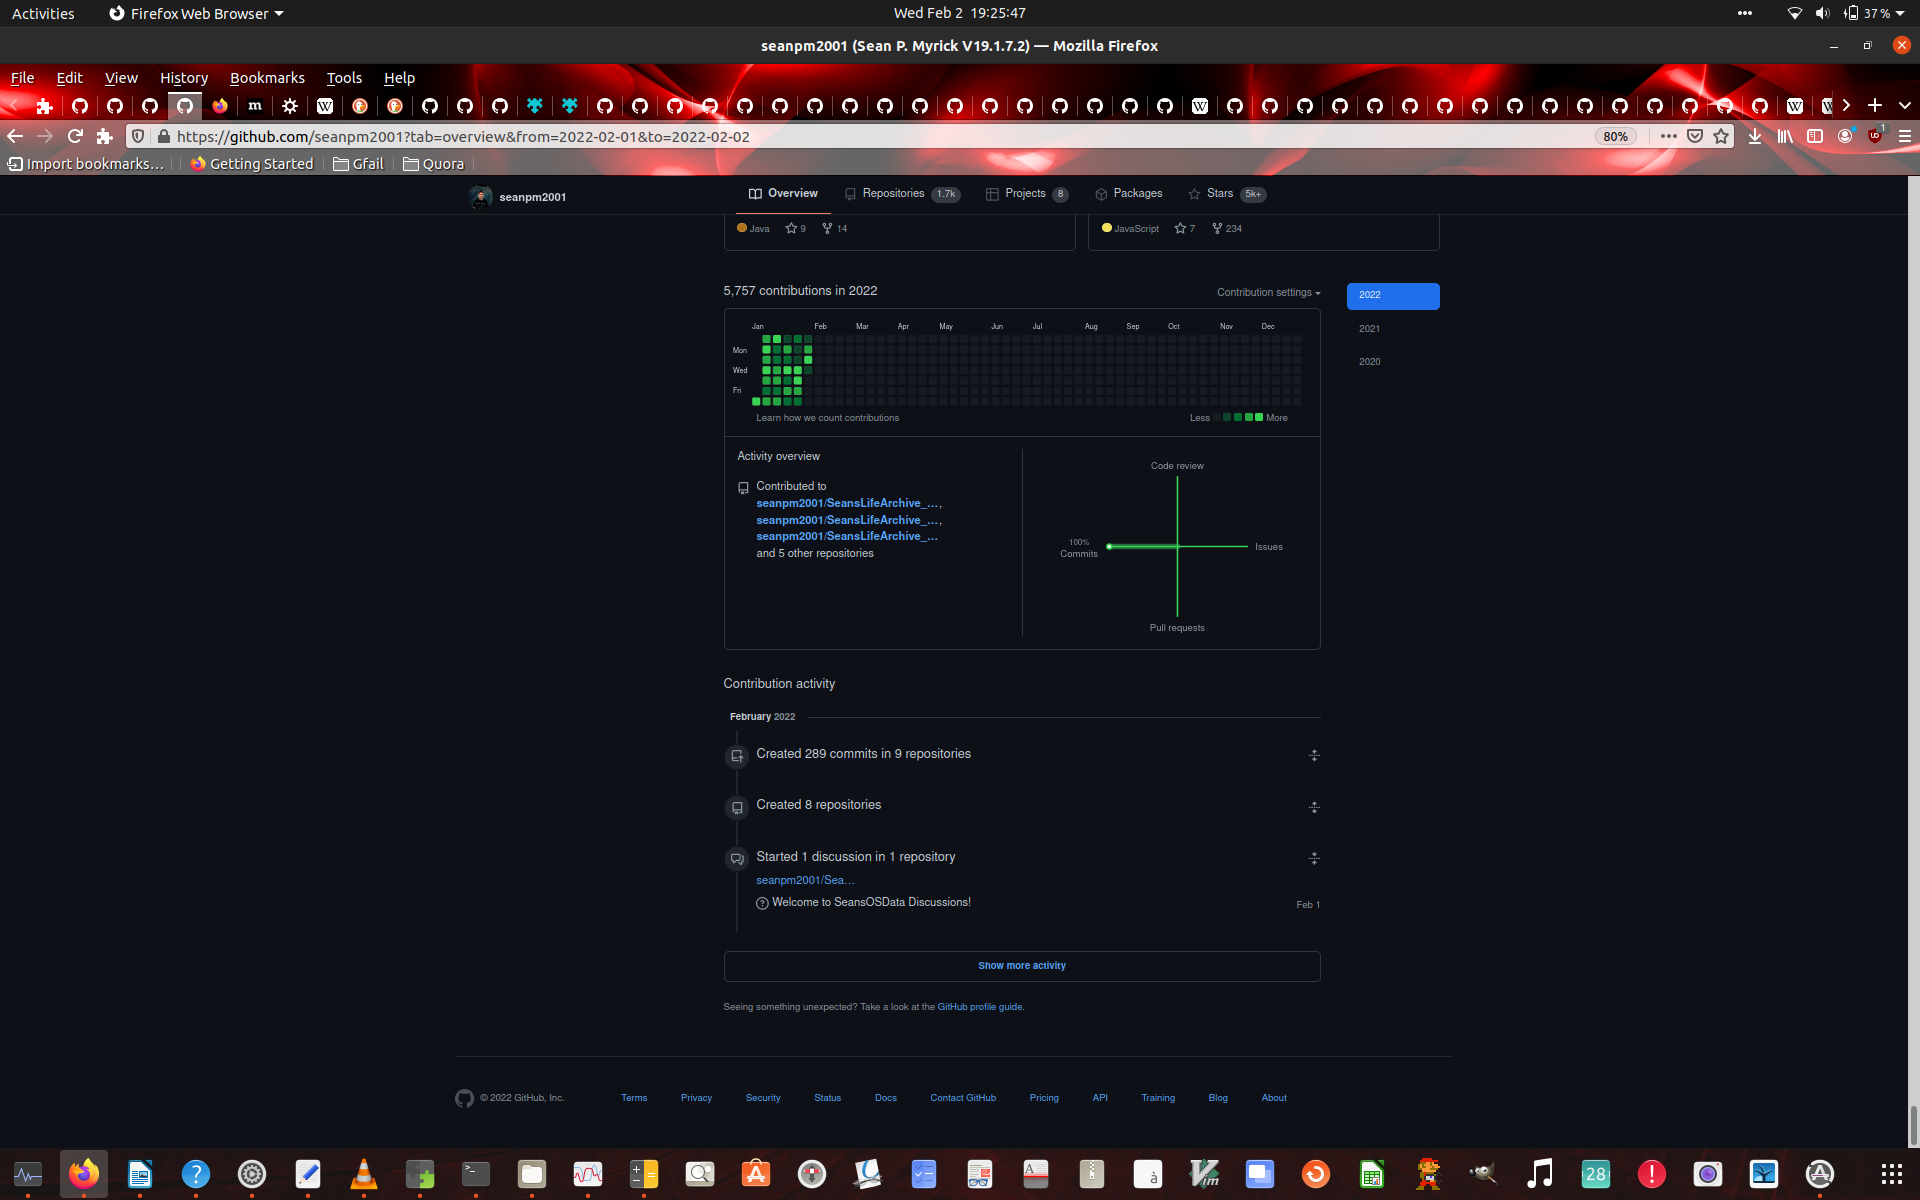 Activities
Firefox Web Browser
Wed Feb 2 19:25:47
37 %
seanpm2001 (Sean P. Myrick V19.1.7.2) — Mozilla Firefox
File Edit View History Bookmarks Tools Help
https://github.com/seanpm2001?tab=overview&from=2022-02-01&to=2022-02-02
80%
1
Import bookmarks...
Getting Started
Gfail
Quora
seanpm2001
Overview
Repositories 1.7k
Projects 8
Packages
Stars 5k+
Java 9 14
JavaScript 7 234
5,757 contributions in 2022
Contribution settings
2022
2021
2020
Jan Feb Mar Apr May Jun Jul Aug Sep Oct Nov Dec
Mon
Wed
Fri
Learn how we count contributions
Less More
Activity overview
Contributed to
seanpm2001/SeansLifeArchive_…,
seanpm2001/SeansLifeArchive_…,
seanpm2001/SeansLifeArchive_…
and 5 other repositories
Code review
100%
Commits
Issues
Pull requests
Contribution activity
February 2022
Created 289 commits in 9 repositories
Created 8 repositories
Started 1 discussion in 1 repository
seanpm2001/Sea…
Welcome to SeansOSData Discussions!
Feb 1
Show more activity
Seeing something unexpected? Take a look at the GitHub profile guide.
© 2022 GitHub, Inc.
Terms Privacy Security Status Docs Contact GitHub Pricing API Training Blog About
28